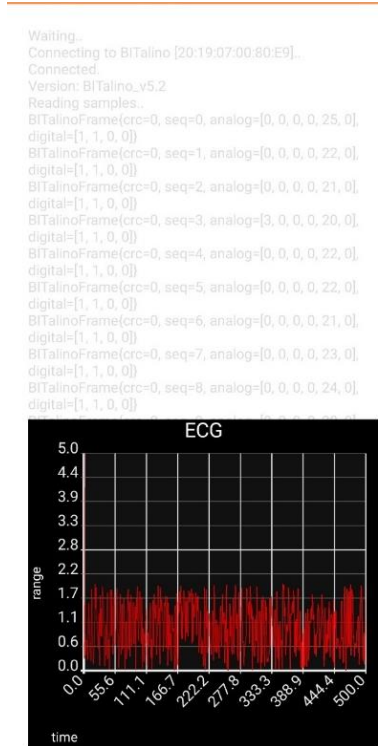 Waiting..
Connecting to BITalino [20:19:07:00:80:E9]..
Connected.
Version: BITalino_v5.2
Reading samples..
BITalinoFrame{crc=0, seq=0, analog=[0, 0, 0, 0, 25, 0],
digital=[1, 1, 0, 0]}
BITalinoFrame{crc=0, seq=1, analog=[0, 0, 0, 0, 22, 0],
digital=[1, 1, 0, 0]}
BITalinoFrame{crc=0, seq=2, analog=[0, 0, 0, 0, 21, 0],
digital=[1, 1, 0, 0]}
BITalinoFrame{crc=0, seq=3, analog=[3, 0, 0, 0, 20, 0],
digital=[1, 1, 0, 0]}
BITalinoFrame{crc=0, seq=4, analog=[0, 0, 0, 0, 22, 0],
digital=[1, 1, 0, 0]}
BITalinoFrame{crc=0, seq=5, analog=[0, 0, 0, 0, 22, 0],
digital=[1, 1, 0, 0]}
BITalinoFrame{crc=0, seq=6, analog=[0, 0, 0, 0, 21, 0],
digital=[1, 1, 0, 0]}
BITalinoFrame{crc=0, seq=7, analog=[0, 0, 0, 0, 23, 0],
digital=[1, 1, 0, 0]}
BITalinoFrame{crc=0, seq=8, analog=[0, 0, 0, 0, 24, 0],
digital=[1, 1, 0, 0]}
ECG
5.0
4.4
3.9
3.3
2.8
2.2
1.7
1.1
0.6
0.0
range
0.0 55.6 111.1 166.7 222.2 277.8 333.3 388.9 444.4 500.0
time